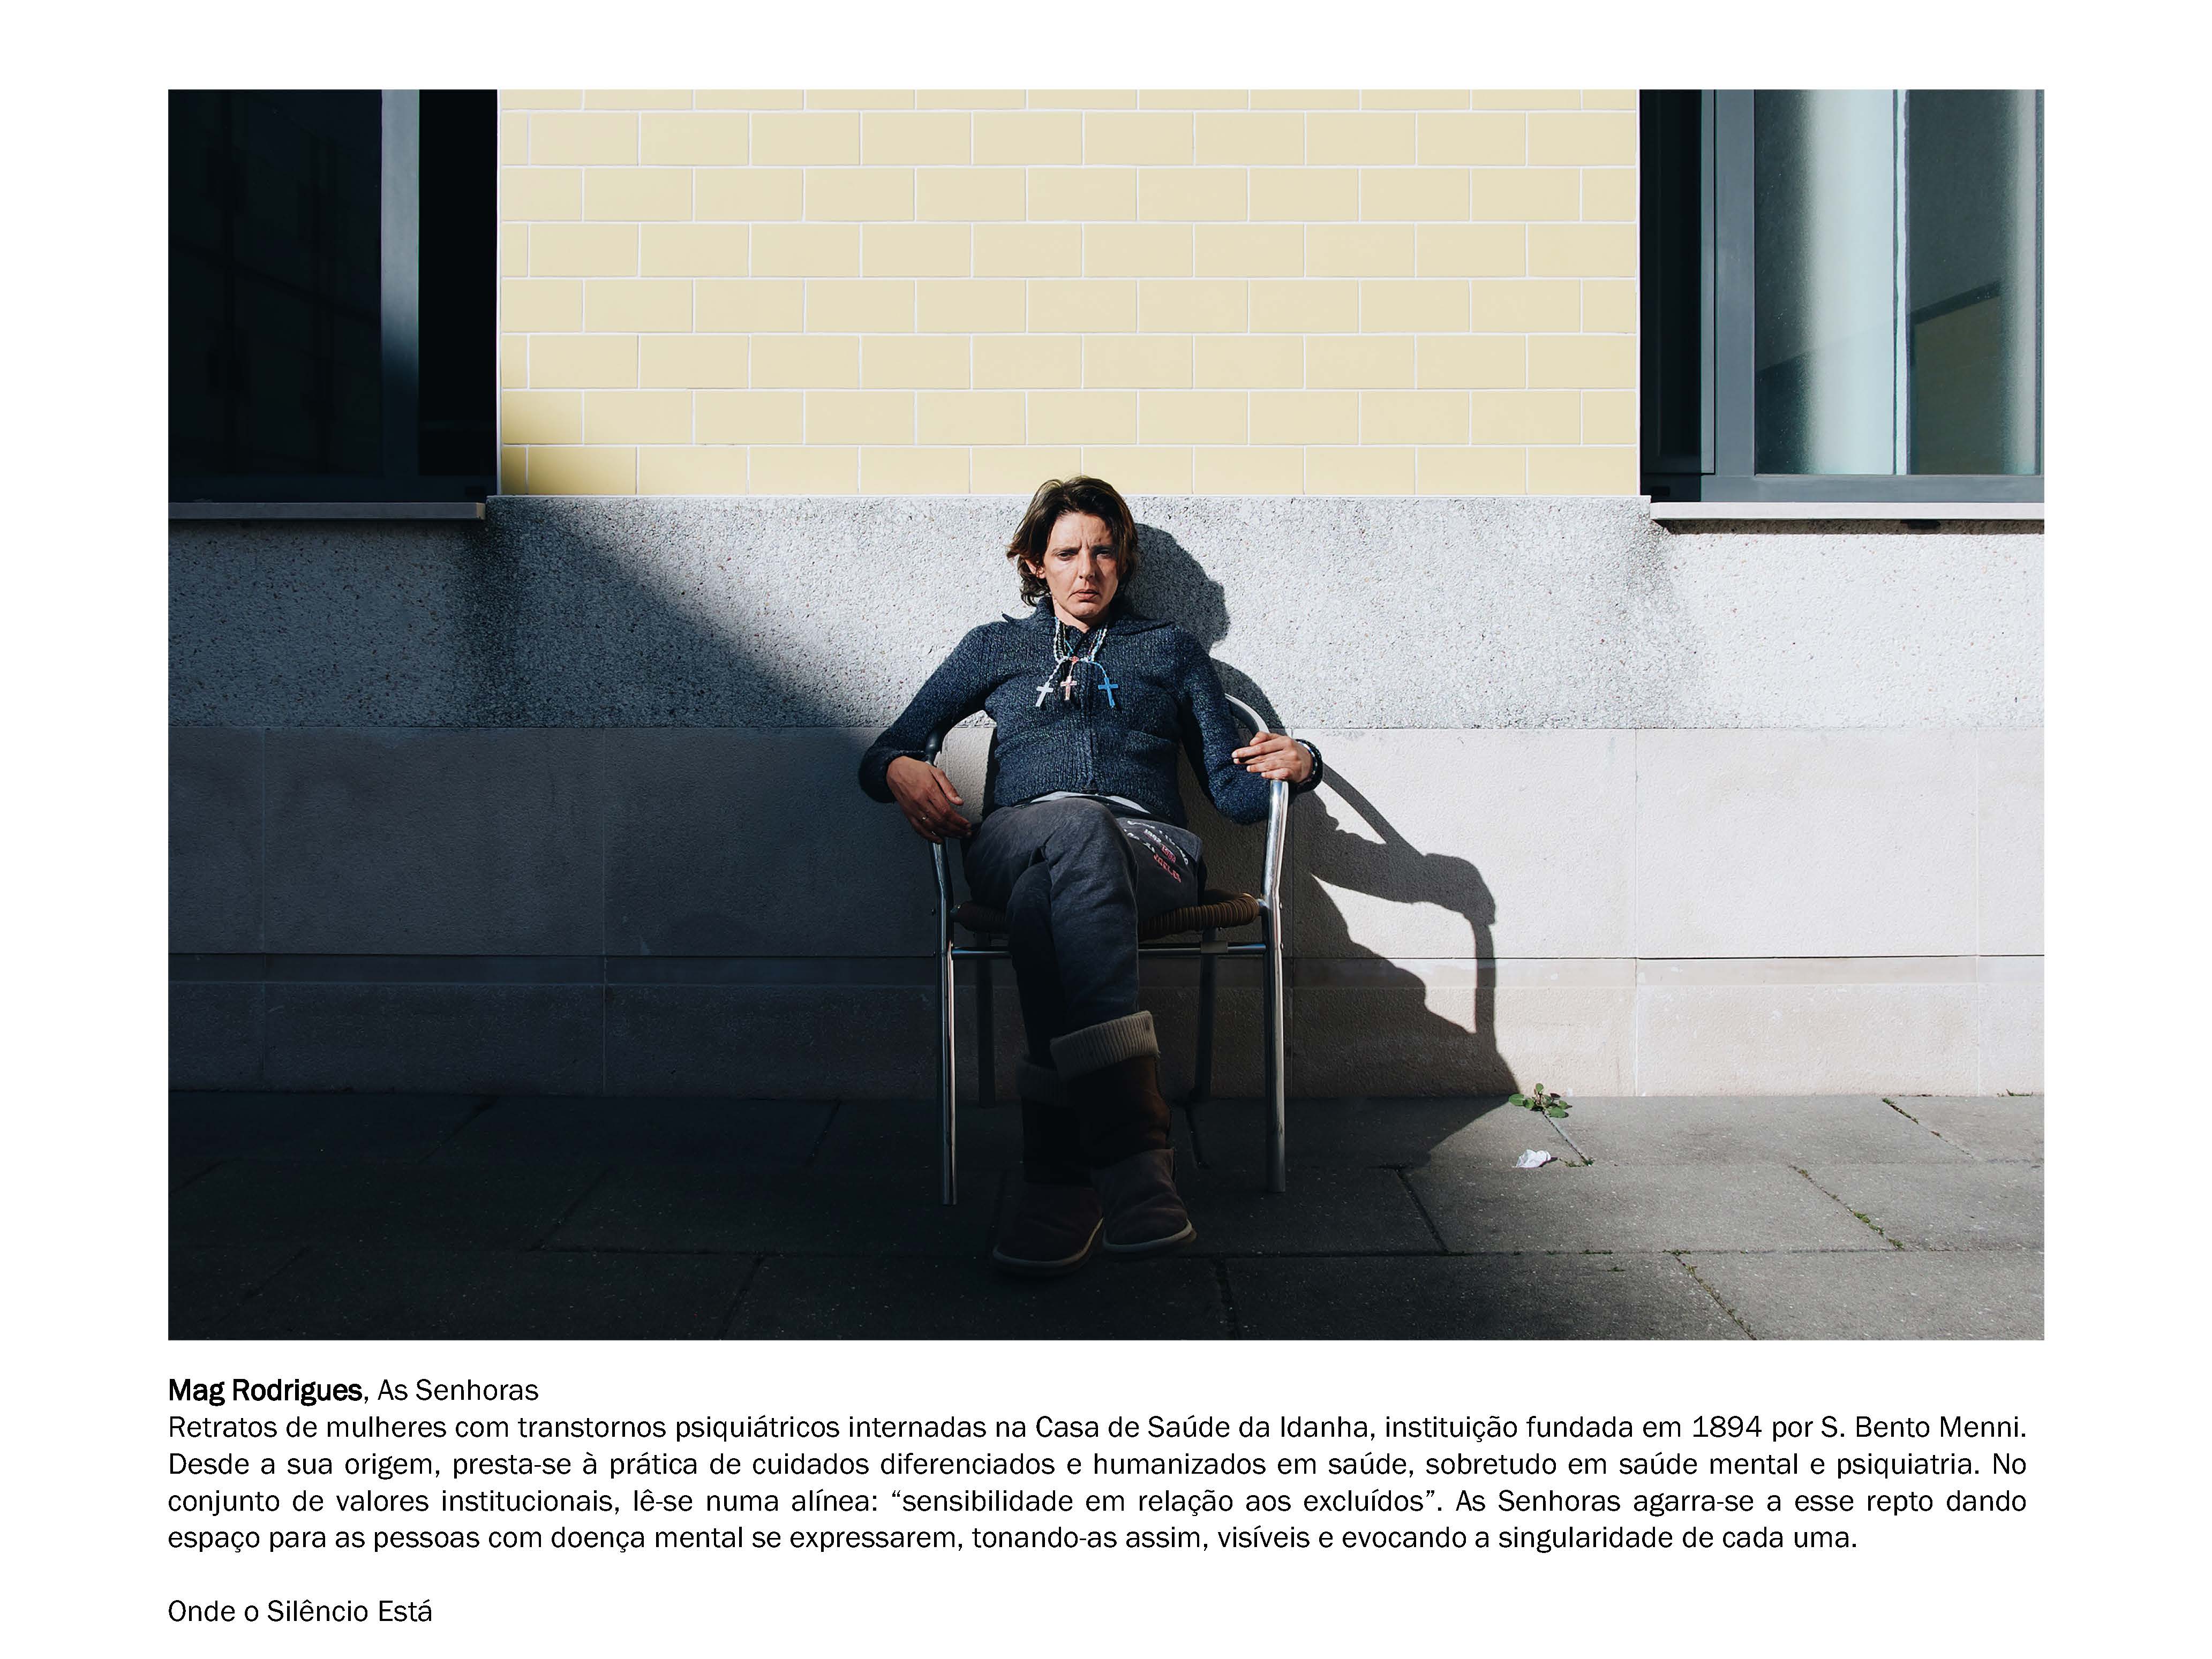 Mag Rodrigues, As Senhoras
Retratos de mulheres com transtornos psiquiátricos internadas na Casa de Saúde da Idanha, instituição fundada em 1894 por S. Bento Menni.
Desde a sua origem, presta-se à prática de cuidados diferenciados e humanizados em saúde, sobretudo em saúde mental e psiquiatria. No
conjunto de valores institucionais, lê-se numa alínea: “sensibilidade em relação aos excluídos”. As Senhoras agarra-se a esse repto dando
espaço para as pessoas com doença mental se expressarem, tonando-as assim, visíveis e evocando a singularidade de cada uma.
Onde o Silêncio Está